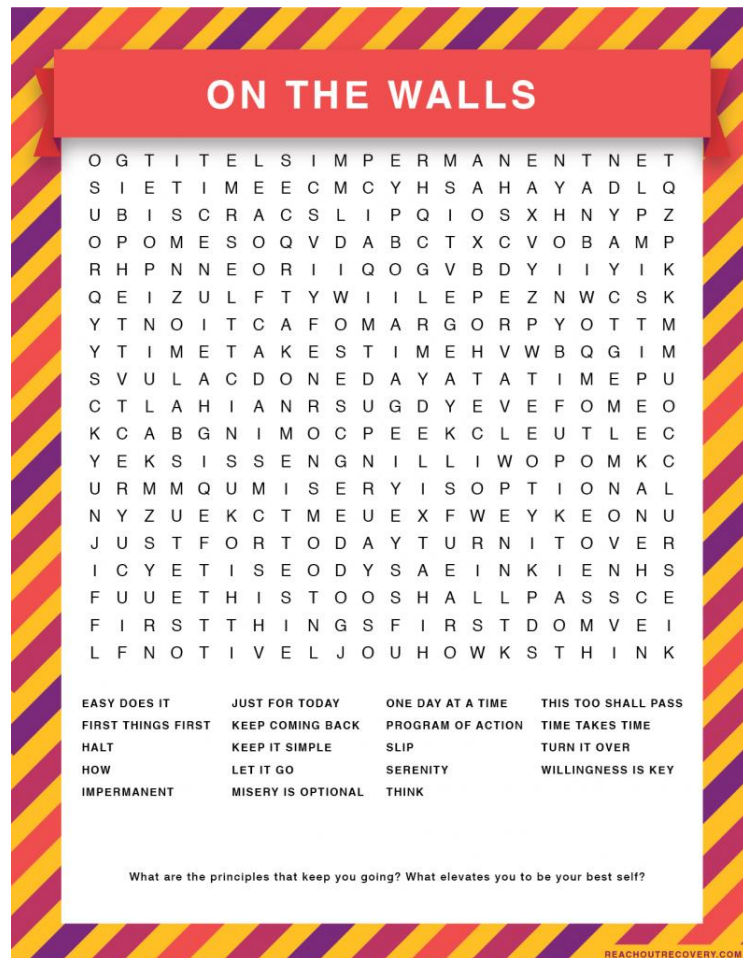 ON THE WALLS
O G T I T E L S I M P E R M A N E N T N E T
S I E T I M E E C M C Y H S A H A Y A D L Q
U B I S C R A C S L I P Q I O S X H N Y P Z
O P O M E S O Q V D A B C T X C V O B A M P
R H P N N E O R I I Q O G V B D Y I I Y I K
Q E I Z U L F T Y W I I L E P E Z N W C S K
Y T N O I T C A F O M A R G O R P Y O T T M
Y T I M E T A K E S T I M E H V W B Q G I M
S V U L A C D O N E D A Y A T A T I M E P U
C T L A H I A N R S U G D Y E V E F O M E O
K C A B G N I M O C P E E K C L E U T L E C
Y E K S I S S E N G N I L L I W O P O M K C
U R M M Q U M I S E R Y I S O P T I O N A L
N Y Z U E K C T M E U E X F W E Y K E O N U
J U S T F O R T O D A Y T U R N I T O V E R
I C Y E T I S E O D Y S A E I N K I E N H S
F U U E T H I S T O O S H A L L P A S S C E
F I R S T T H I N G S F I R S T D O M V E I
L F N O T I V E L J O U H O W K S T H I N K
EASY DOES IT JUST FOR TODAY ONE DAY AT A TIME THIS TOO SHALL PASS
FIRST THINGS FIRST KEEP COMING BACK PROGRAM OF ACTION TIME TAKES TIME
HALT KEEP IT SIMPLE SLIP TURN IT OVER
HOW LET IT GO SERENITY WILLINGNESS IS KEY
IMPERMANENT MISERY IS OPTIONAL THINK
What are the principles that keep you going? What elevates you to be your best self?
REACHOUTRECOVERY.COM